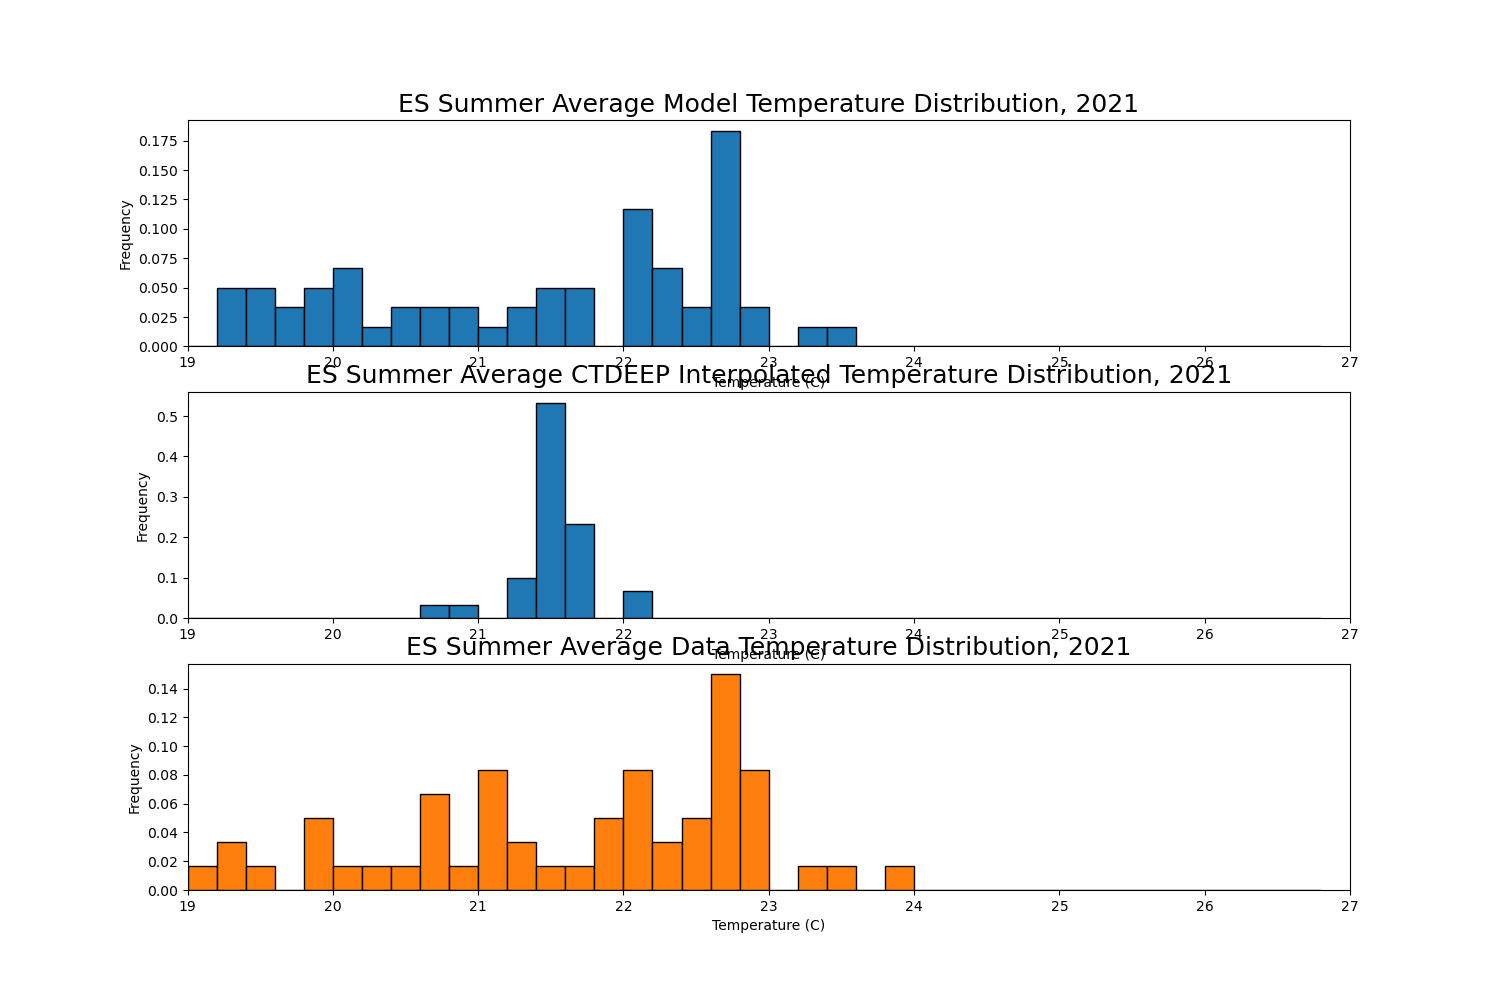 ES Summer Average Model Temperature Distribution, 2021
0.175
0.150
0.125
0.100
0.075
0.050
0.025
0.000
Frequency
19 20 21 22 23 24 25 26 27
Temperature (C)
ES Summer Average CTDEEP Interpolated Temperature Distribution, 2021
0.5
0.4
0.3
0.2
0.1
0.0
Frequency
19 20 21 22 23 24 25 26 27
Temperature (C)
ES Summer Average Data Temperature Distribution, 2021
0.14
0.12
0.10
0.08
0.06
0.04
0.02
0.00
Frequency
19 20 21 22 23 24 25 26 27
Temperature (C)